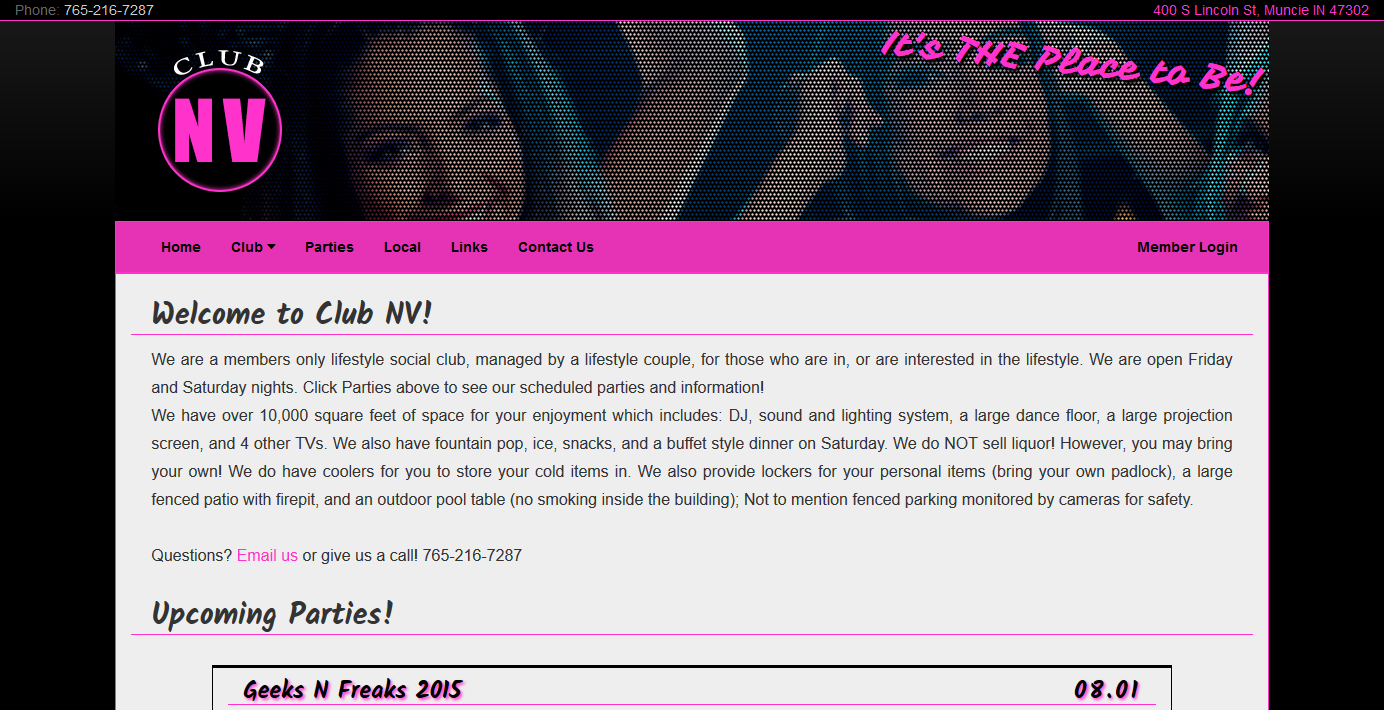 Phone: 765-216-7287
400 S Lincoln St, Muncie IN 47302
CLUB
NV
It's THE Place to Be!
Home Club Parties Local Links Contact Us Member Login
Welcome to Club NV!
We are a members only lifestyle social club, managed by a lifestyle couple, for those who are in, or are interested in the lifestyle. We are open Friday
and Saturday nights. Click Parties above to see our scheduled parties and information!
We have over 10,000 square feet of space for your enjoyment which includes: DJ, sound and lighting system, a large dance floor, a large projection
screen, and 4 other TVs. We also have fountain pop, ice, snacks, and a buffet style dinner on Saturday. We do NOT sell liquor! However, you may bring
your own! We do have coolers for you to store your cold items in. We also provide lockers for your personal items (bring your own padlock), a large
fenced patio with firepit, and an outdoor pool table (no smoking inside the building); Not to mention fenced parking monitored by cameras for safety.
Questions? Email us or give us a call! 765-216-7287
Upcoming Parties!
Geeks N Freaks 2015 08.01